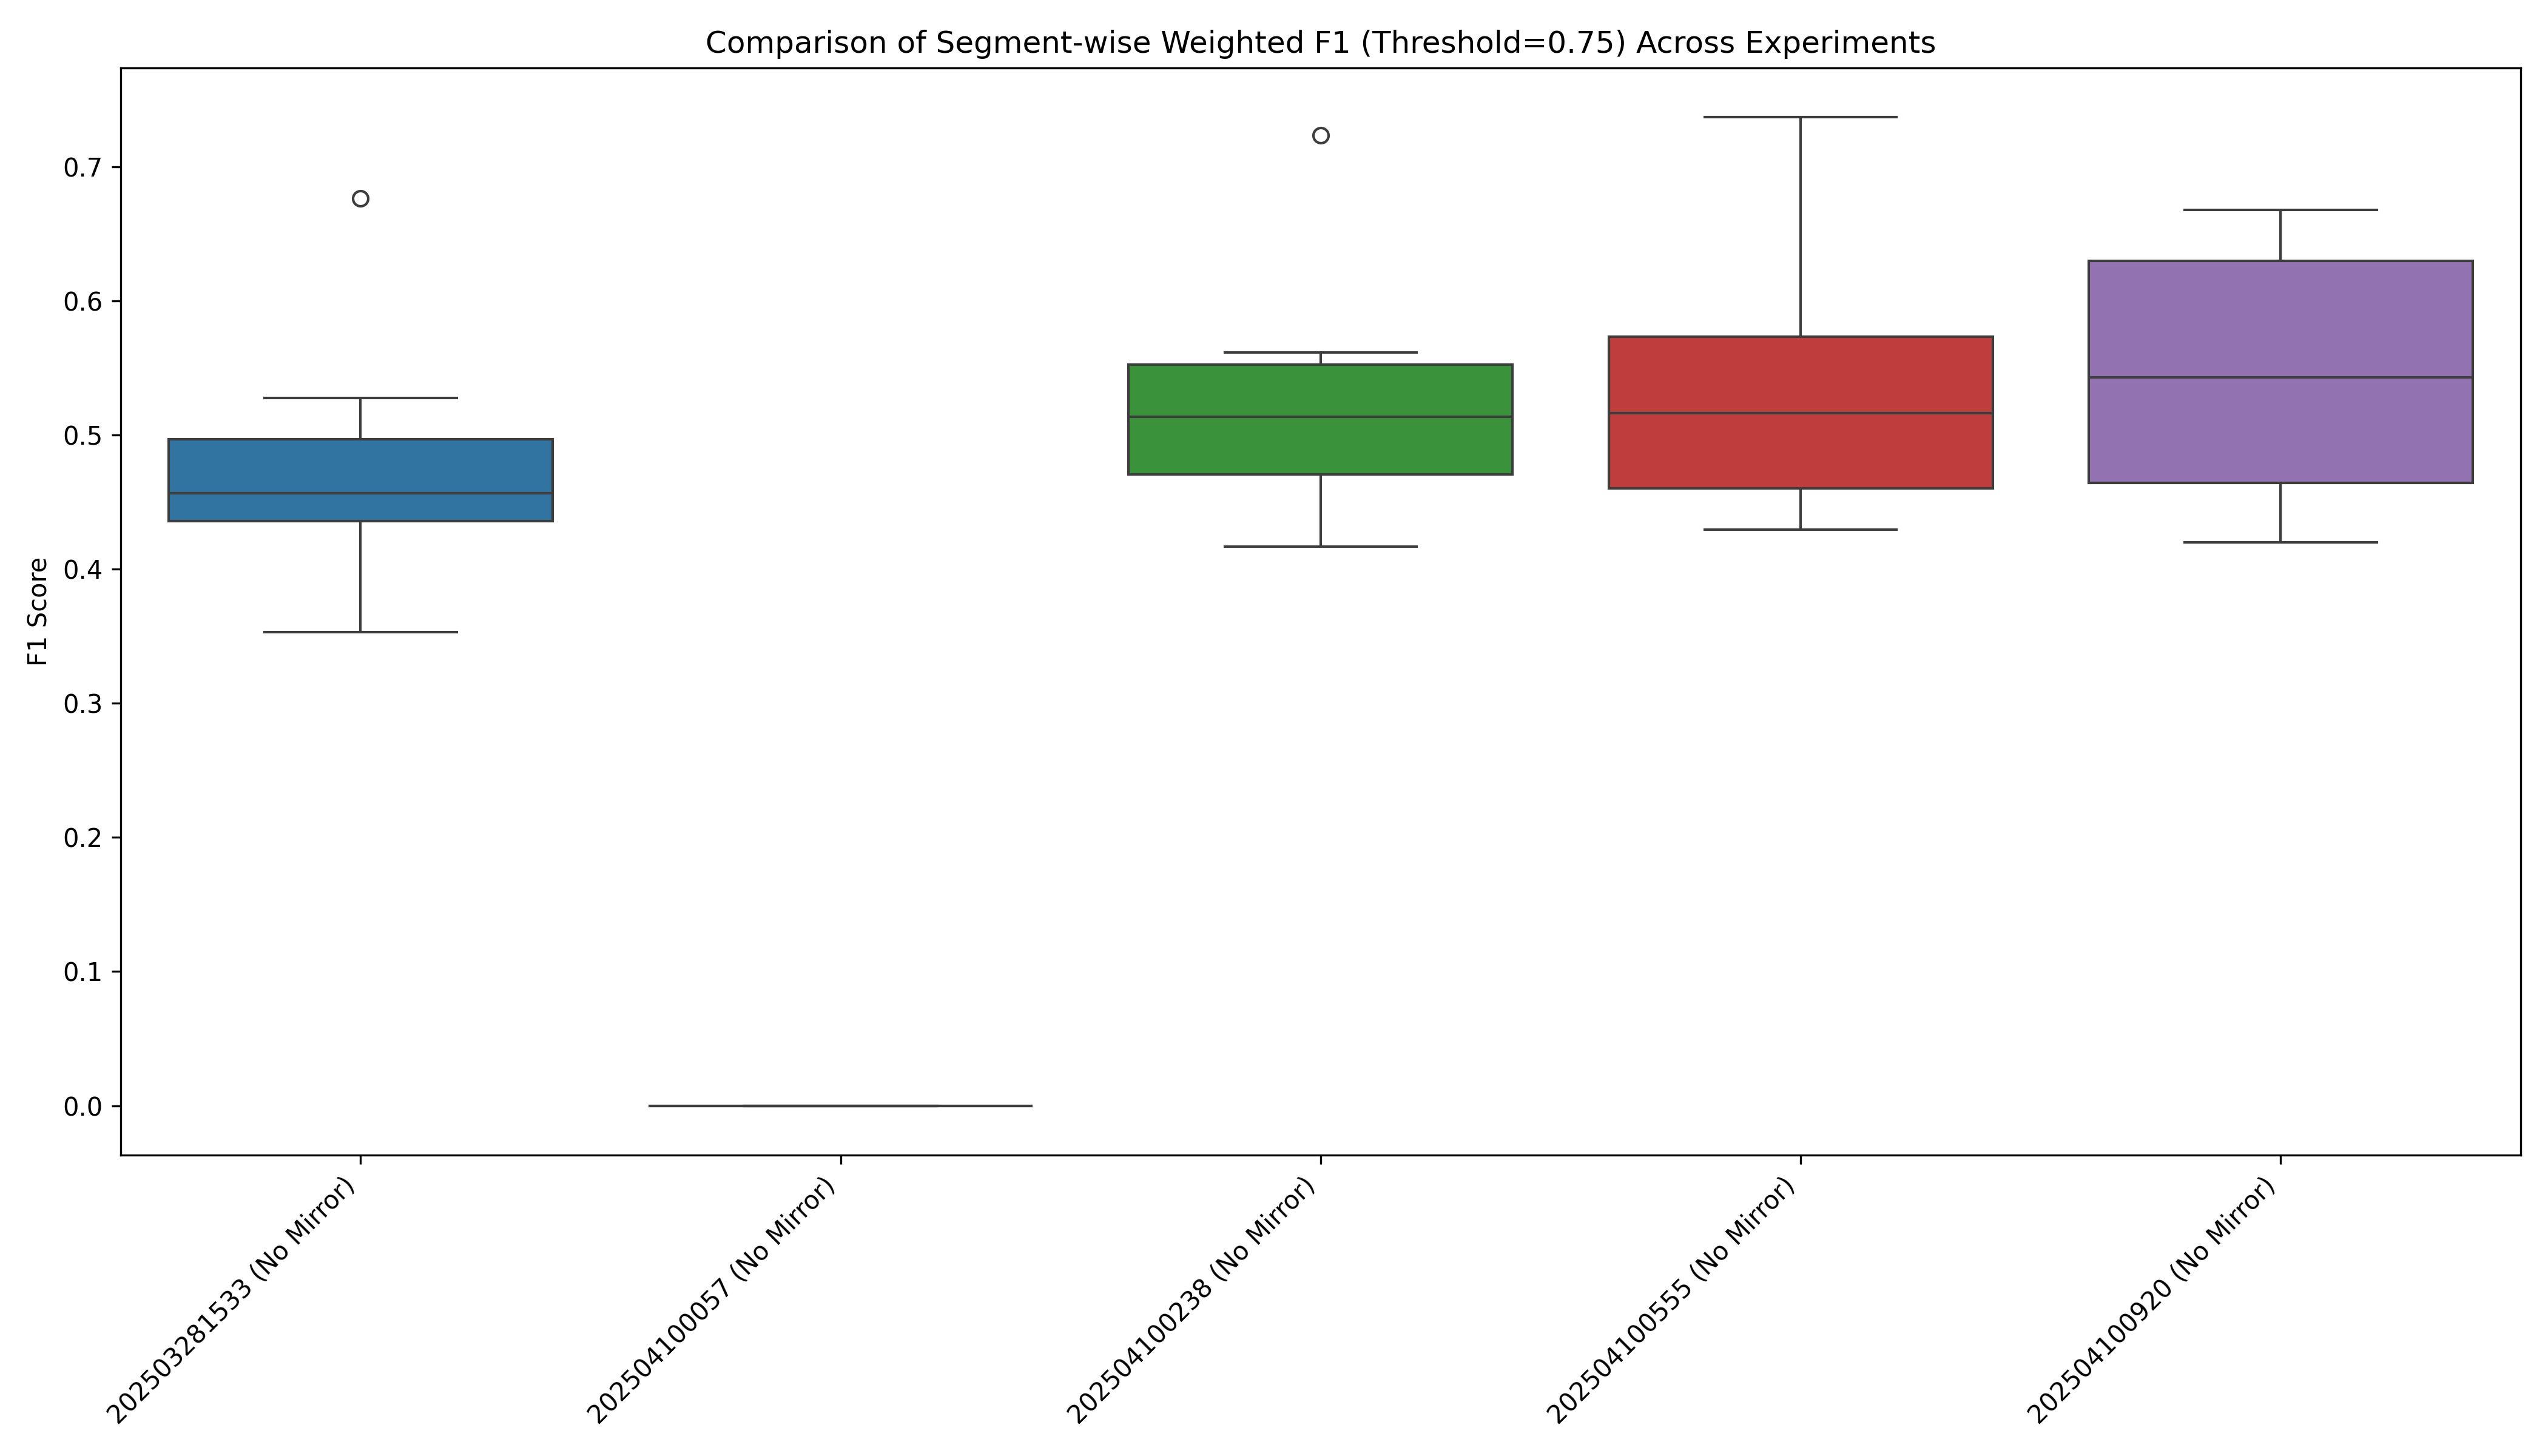 Comparison of Segment-wise Weighted F1 (Threshold=0.75) Across Experiments
F1 Score
0.7
0.6
0.5
0.4
0.3
0.2
0.1
0.0
202503281533 (No Mirror)
202504100057 (No Mirror)
202504100238 (No Mirror)
202504100555 (No Mirror)
202504100920 (No Mirror)